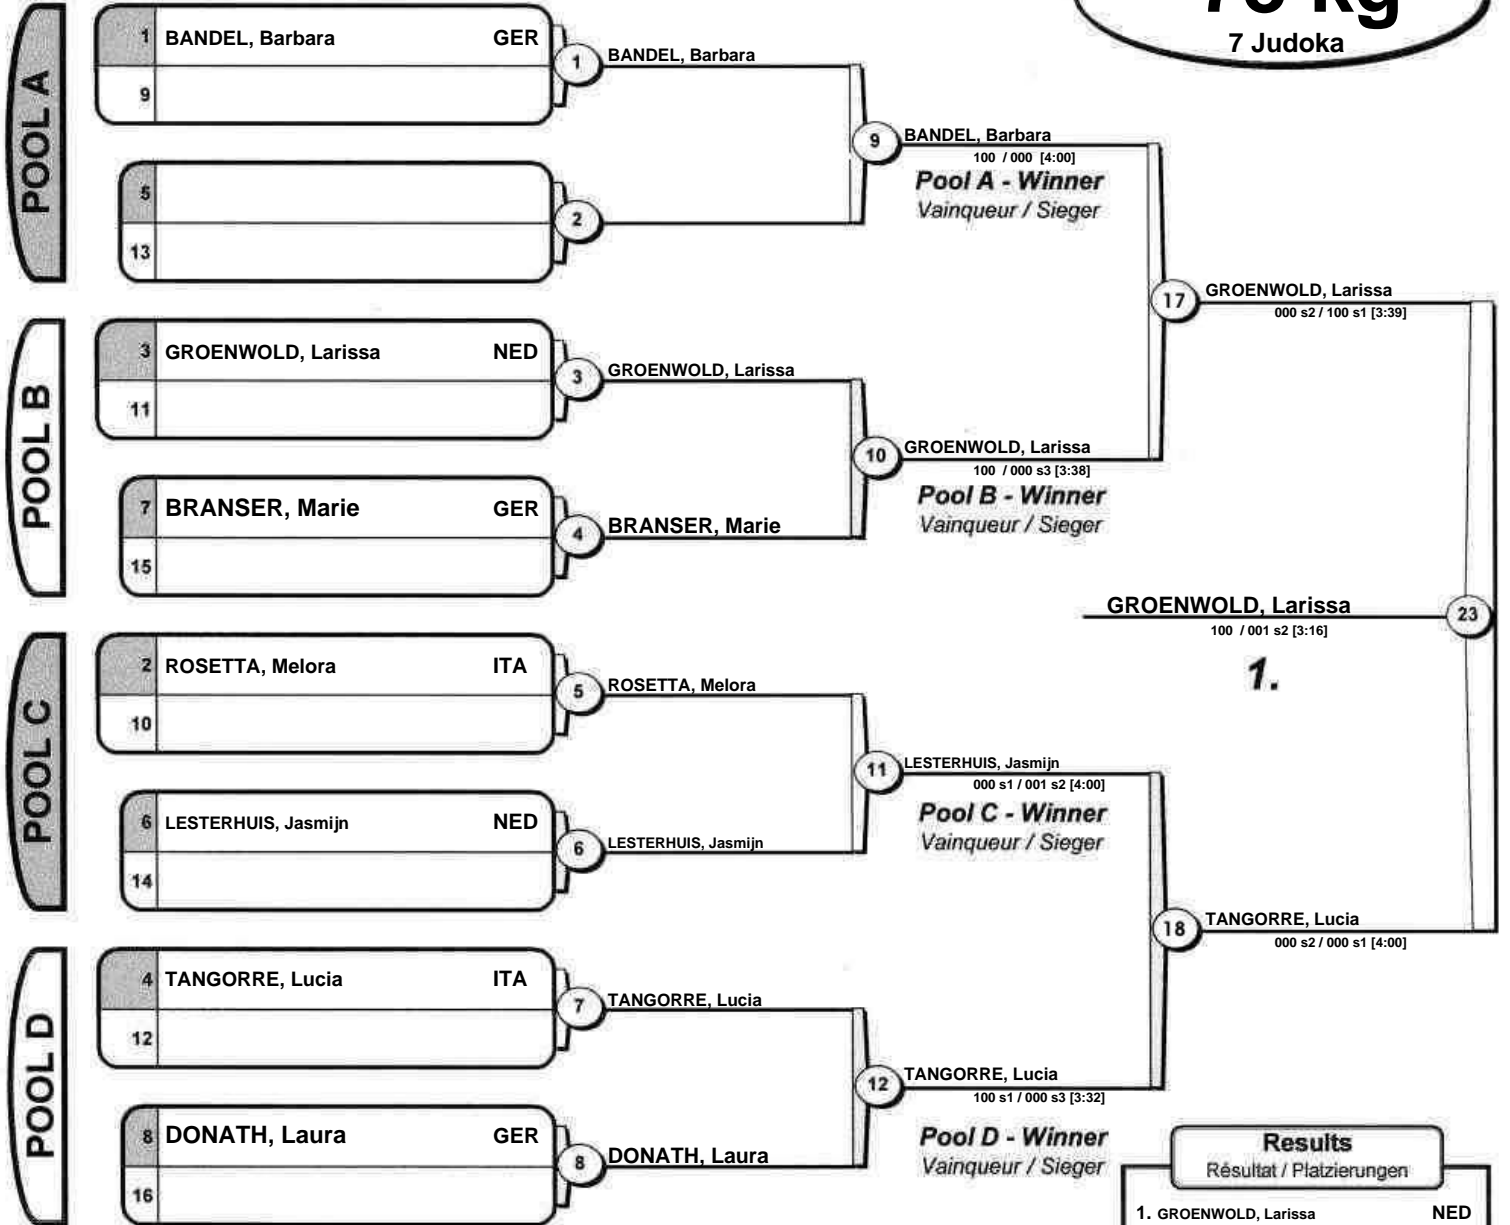 7 Judoka
POOL A
1 BANDEL, Barbara GER
9
1
BANDEL, Barbara
5
13
2
9
BANDEL, Barbara
100 / 000 [4:00]
Pool A - Winner
Vainqueur / Sieger
POOL B
3 GROENWOLD, Larissa NED
11
3
GROENWOLD, Larissa
7 BRANSER, Marie GER
15
4
BRANSER, Marie
10
GROENWOLD, Larissa
100 / 000 s3 [3:38]
Pool B - Winner
Vainqueur / Sieger
17
GROENWOLD, Larissa
000 s2 / 100 s1 [3:39]
GROENWOLD, Larissa
100 / 001 s2 [3:16]
1.
23
POOL C
2 ROSETTA, Melora ITA
10
5
ROSETTA, Melora
6 LESTERHUIS, Jasmijn NED
14
6
LESTERHUIS, Jasmijn
11
LESTERHUIS, Jasmijn
000 s1 / 001 s2 [4:00]
Pool C - Winner
Vainqueur / Sieger
18
TANGORRE, Lucia
000 s2 / 000 s1 [4:00]
POOL D
4 TANGORRE, Lucia ITA
12
7
TANGORRE, Lucia
8 DONATH, Laura GER
16
8
DONATH, Laura
12
TANGORRE, Lucia
100 s1 / 000 s3 [3:32]
Pool D - Winner
Vainqueur / Sieger
Results
Résultat / Platzierungen
1. GROENWOLD, Larissa NED